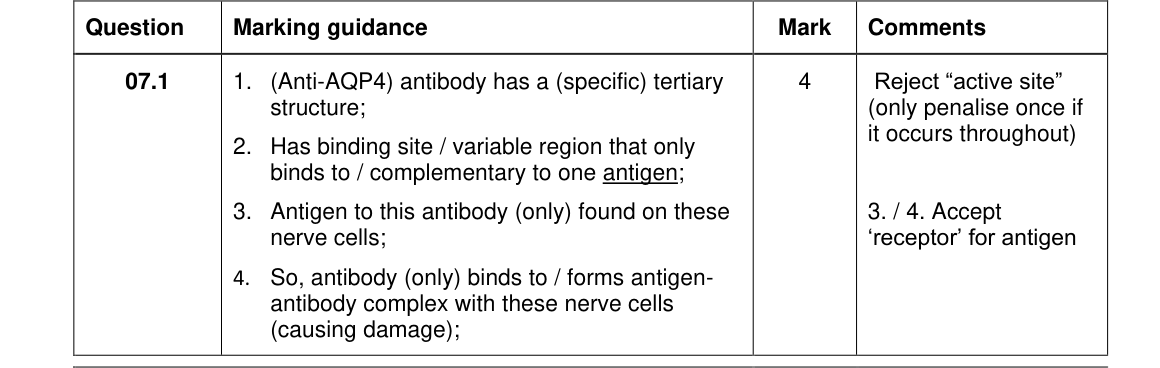 Question Marking guidance Mark Comments
07.1 1. (Anti-AQP4) antibody has a (specific) tertiary 4 Reject “active site”
structure; (only penalise once if
it occurs throughout)
2. Has binding site / variable region that only
binds to / complementary to one antigen;
3. Antigen to this antibody (only) found on these 3. / 4. Accept
nerve cells; ‘receptor’ for antigen
4. So, antibody (only) binds to / forms antigen-
antibody complex with these nerve cells
(causing damage);